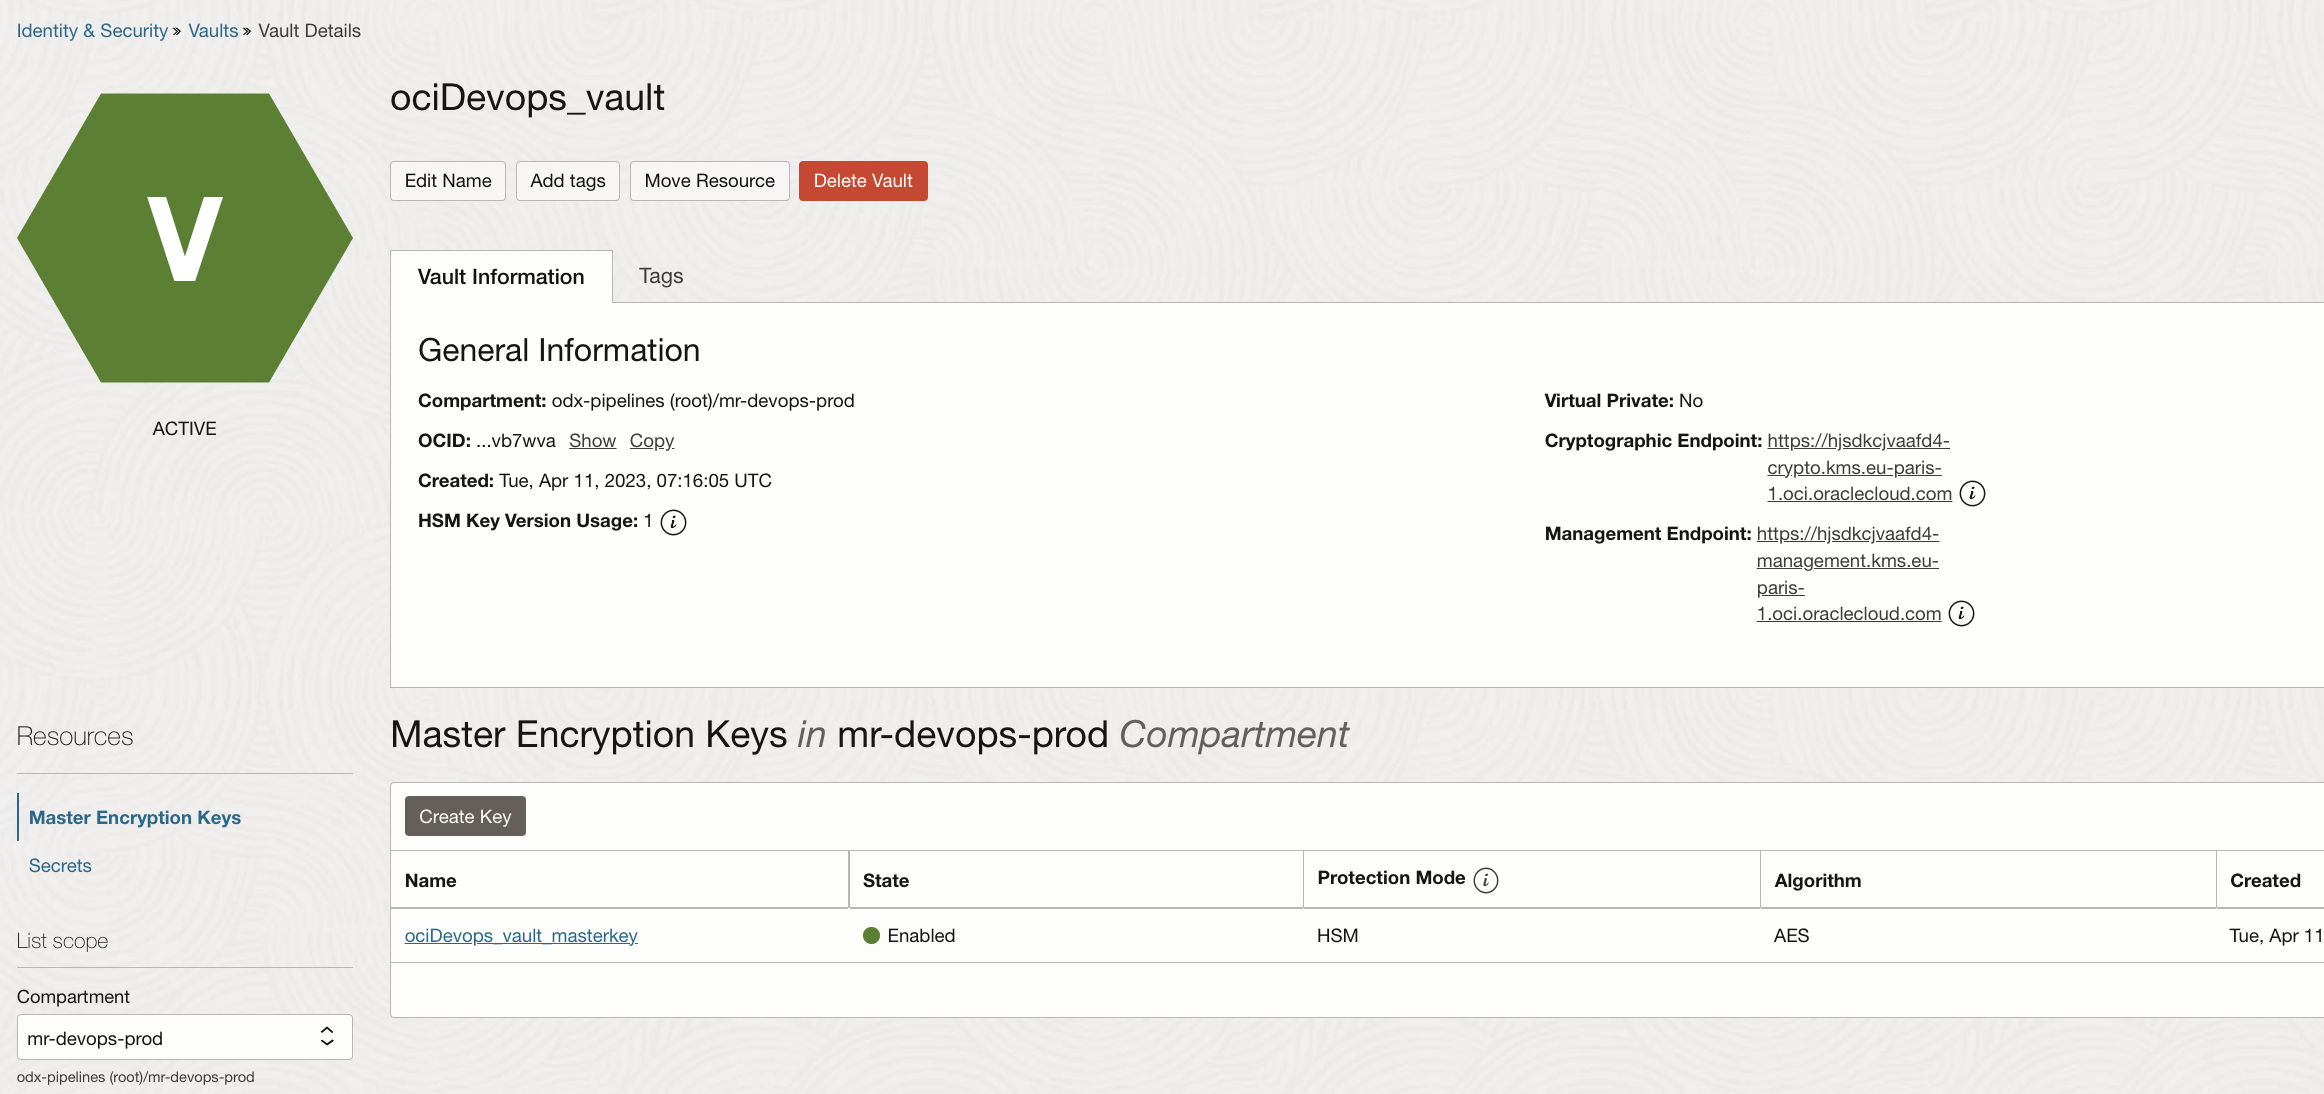 Identity & Security » Vaults » Vault Details
V
ACTIVE
ociDevops_vault
Edit Name Add tags Move Resource Delete Vault
Vault Information Tags
General Information
Compartment: odx-pipelines (root)/mr-devops-prod
OCID: ...vb7wva Show Copy
Created: Tue, Apr 11, 2023, 07:16:05 UTC
HSM Key Version Usage: 1 i
Virtual Private: No
Cryptographic Endpoint: https://hjsdkcjvaafd4-
crypto.kms.eu-paris-
1.oci.oraclecloud.com i
Management Endpoint: https://hjsdkcjvaafd4-
management.kms.eu-
paris-
1.oci.oraclecloud.com i
Resources
Master Encryption Keys
Secrets
List scope
Compartment
mr-devops-prod
odx-pipelines (root)/mr-devops-prod
Master Encryption Keys in mr-devops-prod Compartment
Create Key
Name State Protection Mode i Algorithm Created
ociDevops_vault_masterkey Enabled HSM AES Tue, Apr 11